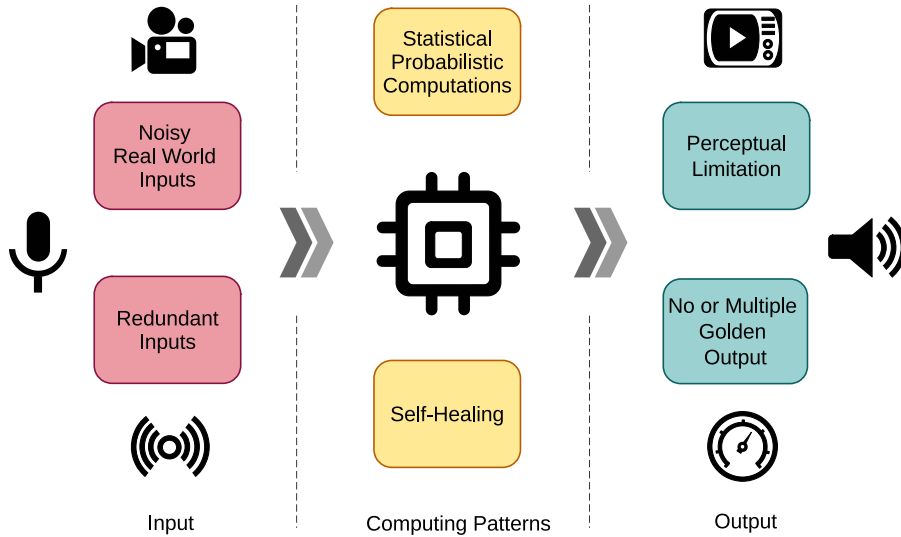 Noisy
Real World
Inputs
Redundant
Inputs
Input
Statistical
Probabilistic
Computations
Self-Healing
Computing Patterns
Perceptual
Limitation
No or Multiple
Golden
Output
Output